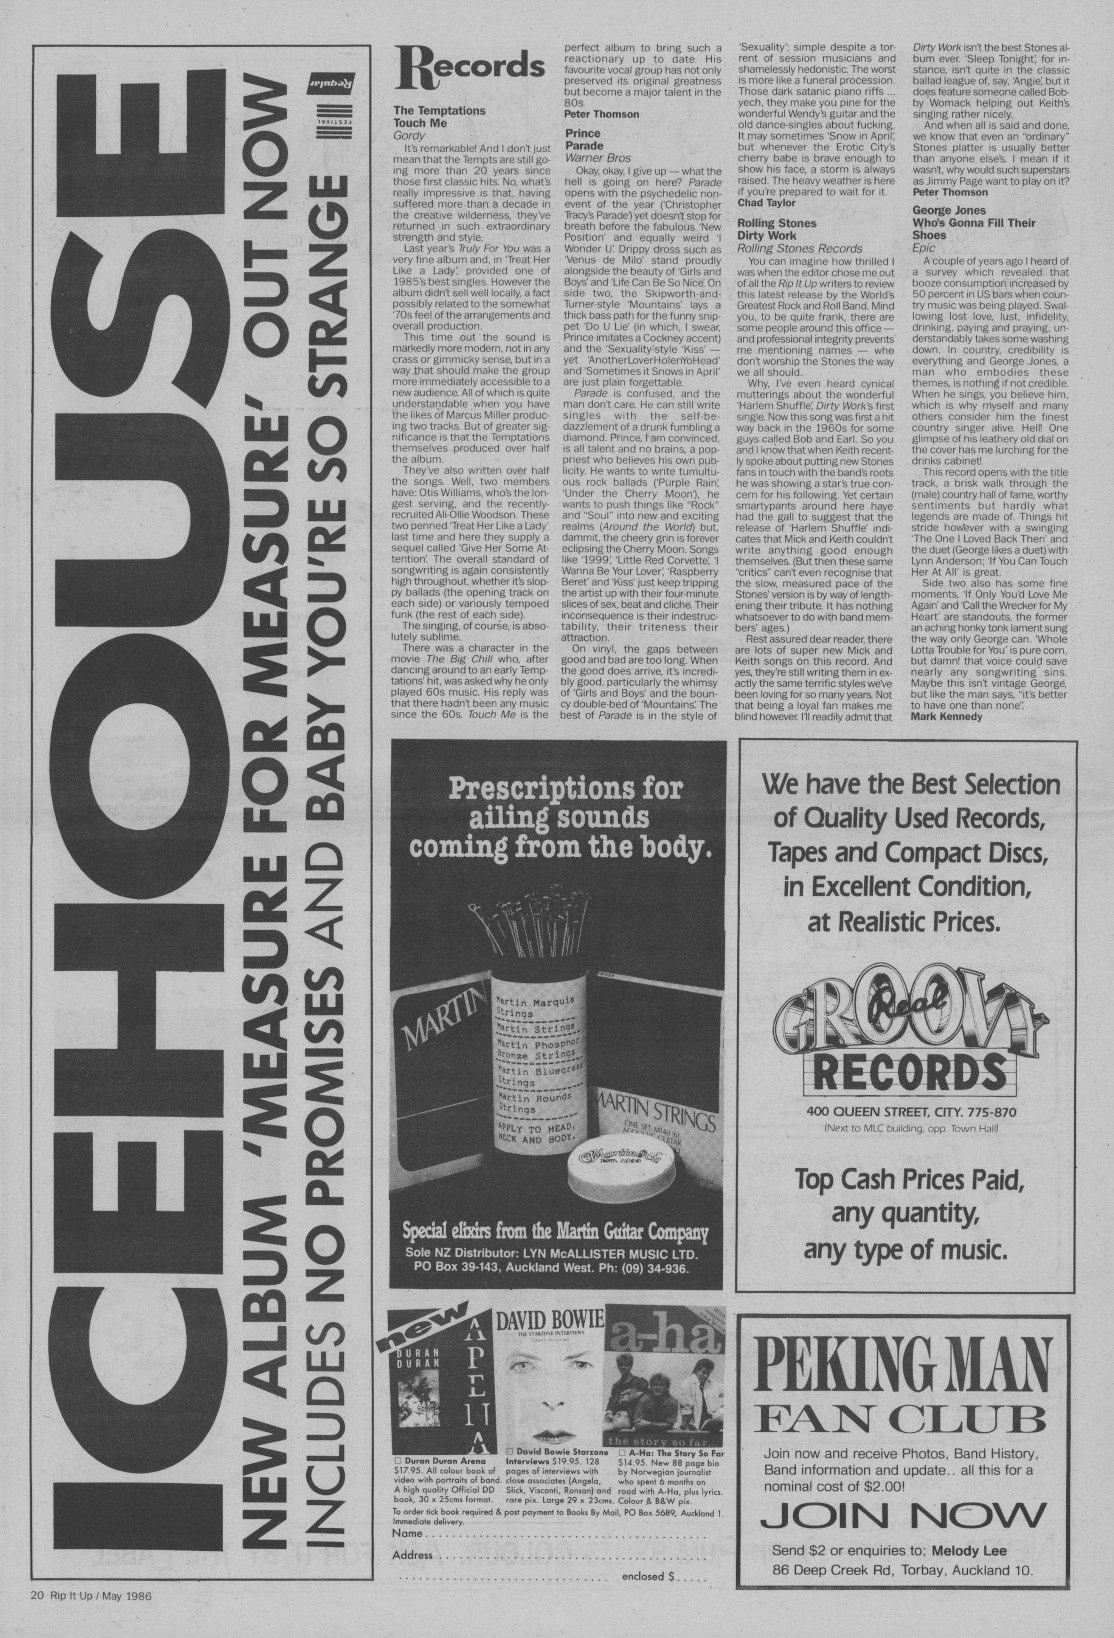 ICEHOUSE
NEW ALBUM 'MEASURE FOR MEASURE' OUT NOW
INCLUDES NO PROMISES AND BABY YOU'RE SO STRANGE
Regular
FESTIVAL
Records
The Temptations
Touch Me
Gordy
It's remarkable! And I don't just
mean that the Tempts are still go-
ing more than 20 years since
those first classic hits. No, what's
really impressive is that, having
suffered more than a decade in
the creative wilderness, they've
returned in such extraordinary
strength and style.
Last year's Truly For You was a
very fine album and, in 'Treat Her
Like a Lady', provided one of
1985's best singles. However the
album didn't sell well locally, a fact
possibly related to the somewhat
'70s feel of the arrangements and
overall production.
This time out the sound is
markedly more modern, not in any
crass or gimmicky sense, but in a
way that should make the group
more immediately accessible to a
new audience. All of which is quite
understandable when you have
the likes of Marcus Miller produc-
ing two tracks. But of greater sig-
nificance is that the Temptations
themselves produced over half
the album.
They've also written over half
the songs. Well, two members
have: Otis Williams, who's the lon-
gest serving, and the recently-
recruited Ali-Ollie Woodson. These
two penned 'Treat Her Like a Lady'
last time and here they supply a
sequel called 'Give Her Some At-
tention'. The overall standard of
songwriting is again consistently
high throughout, whether it's slop-
py ballads (the opening track on
each side) or variously tempoed
funk (the rest of each side).
The singing, of course, is abso-
lutely sublime.
There was a character in the
movie The Big Chill who, after
dancing around to an early Temp-
tations' hit, was asked why he only
played 60s music. His reply was
that there hadn't been any music
since the 60s. Touch Me is the
perfect album to bring such a
reactionary up to date. His
favourite vocal group has not only
preserved its original greatness
but become a major talent in the
80s.
Peter Thomson
Prince
Parade
Warner Bros
Okay, okay, I give up — what the
hell is going on here? Parade
opens with the psychedelic non-
event of the year ('Christopher
Tracy's Parade') yet doesn't stop for
breath before the fabulous 'New
Position' and equally weird 'I
Wonder U'. Drippy dross such as
'Venus de Milo' stand proudly
alongside the beauty of 'Girls and
Boys' and 'Life Can Be So Nice'. On
side two, the Skipworth-and-
Turner-style 'Mountains' lays a
thick bass path for the funny snip-
pet 'Do U Lie' (in which, I swear,
Prince imitates a Cockney accent)
and the 'Sexuality'-style 'Kiss' —
yet 'AnotherLoverHolenYoHead'
and 'Sometimes it Snows in April'
are just plain forgettable.
Parade is confused, and the
man don't care. He can still write
singles with the self-be-
dazzlement of a drunk fumbling a
diamond. Prince, I am convinced,
is all talent and no brains, a pop-
priest who believes his own pub-
licity. He wants to write tumultu-
ous rock ballads ('Purple Rain',
'Under the Cherry Moon'), he
wants to push things like "Rock"
and "Soul" into new and exciting
realms (Around the World) but,
dammit, the cheery grin is forever
eclipsing the Cherry Moon. Songs
like '1999', 'Little Red Corvette', 'I
Wanna Be Your Lover', 'Raspberry
Beret' and 'Kiss' just keep tripping
the artist up with their four-minute
slices of sex, beat and cliche. Their
inconsequence is their indestruc-
tability, their triteness their
attraction.
On vinyl, the gaps between
good and bad are too long. When
the good does arrive, it's incredi-
bly good, particularly the whimsy
of 'Girls and Boys' and the boun-
cy double-bed of 'Mountains'. The
best of Parade is in the style of
'Sexuality'; simple despite a tor-
rent of session musicians and
shamelessly hedonistic. The worst
is more like a funeral procession.
Those dark satanic piano riffs ...
yech, they make you pine for the
wonderful Wendy's guitar and the
old dance-singles about fucking.
It may sometimes 'Snow in April',
but whenever the Erotic City's
cherry babe is brave enough to
show his face, a storm is always
raised. The heavy weather is here
if you're prepared to wait for it.
Chad Taylor
Rolling Stones
Dirty Work
Rolling Stones Records
You can imagine how thrilled I
was when the editor chose me out
of all the Rip It Up writers to review
this latest release by the World's
Greatest Rock and Roll Band. Mind
you, to be quite frank, there are
some people around this office —
and professional integrity prevents
me mentioning names — who
don't worship the Stones the way
we all should.
Why, I've even heard cynical
mutterings about the wonderful
'Harlem Shuffle', Dirty Work's first
single. Now this song was first a hit
way back in the 1960s for some
guys called Bob and Earl. So you
and I know that when Keith recent-
ly spoke about putting new Stones
fans in touch with the band's roots
he was showing a star's true con-
cern for his following. Yet certain
smartypants around here have
had the gall to suggest that the
release of 'Harlem Shuffle' indi-
cates that Mick and Keith couldn't
write anything good enough
themselves. (But then these same
"critics" can't even recognise that
the slow, measured pace of the
Stones' version is by way of length-
ening their tribute. It has nothing
whatsoever to do with band mem-
bers' ages.)
Rest assured dear reader, there
are lots of super new Mick and
Keith songs on this record. And
yes, they're still writing them in ex-
actly the same terrific styles we've
been loving for so many years. Not
that being a loyal fan makes me
blind however. I'll readily admit that
Dirty Work isn't the best Stones al-
bum ever. 'Sleep Tonight', for in-
stance, isn't quite in the classic
ballad league of, say, 'Angie', but it
does feature someone called Bob-
by Womack helping out Keith's
singing rather nicely.
And when all is said and done,
we know that even an "ordinary"
Stones platter is usually better
than anyone else's. I mean if it
wasn't, why would such superstars
as Jimmy Page want to play on it?
Peter Thomson
George Jones
Who's Gonna Fill Their
Shoes
Epic
A couple of years ago I heard of
a survey which revealed that
booze consumption increased by
50 percent in US bars when coun-
try music was being played. Swal-
lowing lost love, lust, infidelity,
drinking, paying and praying, un-
derstandably takes some washing
down. In country, credibility is
everything and George Jones, a
man who embodies these
themes, is nothing if not credible.
When he sings, you believe him,
which is why myself and many
others consider him the finest
country singer alive. Hell! One
glimpse of his leathery old dial on
the cover has me lurching for the
drinks cabinet!
This record opens with the title
track, a brisk walk through the
(male) country hall of fame, worthy
sentiments but hardly what
legends are made of. Things hit
stride however with a swinging
'The One I Loved Back Then' and
the duet (George likes a duet) with
Lynn Anderson; 'If You Can Touch
Her At All' is great.
Side two also has some fine
moments, 'If Only You'd Love Me
Again' and 'Call the Wrecker for My
Heart' are standouts, the former
an aching honky tonk lament sung
the way only George can. 'Whole
Lotta Trouble for You' is pure corn,
but damn! that voice could save
nearly any songwriting sins.
Maybe this isn't vintage George,
but like the man says, "it's better
to have one than none".
Mark Kennedy
Prescriptions for
ailing sounds
coming from the body.
MARTIN
Martin Marquis
Strings
Martin Strings
Martin Phosphor
Bronze Strings
Martin Bluegrass
Strings
Martin Rounds
Strings
APPLY TO HEAD,
NECK AND BODY.
MARTIN STRINGS
Special elixirs from the Martin Guitar Company
Sole NZ Distributor: LYN McALLISTER MUSIC LTD.
PO Box 39-143, Auckland West. Ph: (09) 34-936.
We have the Best Selection
of Quality Used Records,
Tapes and Compact Discs,
in Excellent Condition,
at Realistic Prices.
Real
GROOVY
RECORDS
400 QUEEN STREET, CITY. 775-870
(Next to MLC building, opp. Town Hall)
Top Cash Prices Paid,
any quantity,
any type of music.
new
DURAN
DURAN
ARENA
DAVID BOWIE
THE STARZONE INTERVIEWS
a-ha
the story so far...
□ Duran Duran Arena
$17.95. All colour book of
video with portraits of band.
A high quality Official DD
book, 30 x 25cms format.
□ David Bowie Starzone
Interviews $19.95. 128
pages of interviews with
close associates (Angela,
Slick, Visconti, Ronson) and
rare pix. Large 29 x 23cms.
□ A-Ha: The Story So Far
$14.95. New 88 page bio
by Norwegian journalist
who spent 6 months on
road with A-Ha, plus lyrics.
Colour & B&W pix.
To order tick book required & post payment to Books By Mail, PO Box 5689, Auckland 1.
Immediate delivery.
Name
Address
enclosed $
PEKING MAN
FAN CLUB
Join now and receive Photos, Band History,
Band information and update.. all this for a
nominal cost of $2.00!
JOIN NOW
Send $2 or enquiries to; Melody Lee
86 Deep Creek Rd, Torbay, Auckland 10.
20 Rip It Up / May 1986